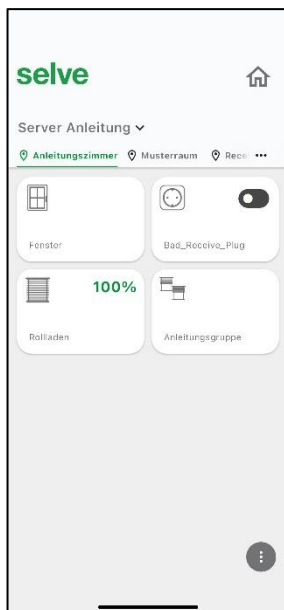 selve
Server Anleitung
Anleitungszimmer Musterraum
Fenster Bad_Receive_Plug
100%
Rollladen Anleitungsgruppe